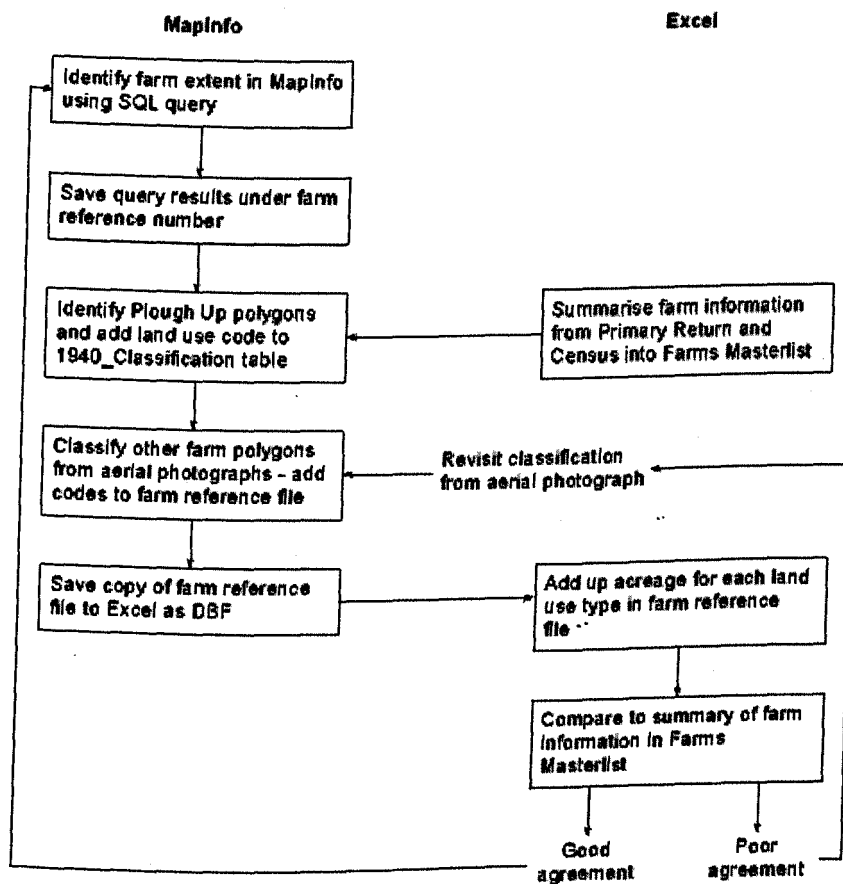 MapInfo
Excel
Identify farm extent in MapInfo
using SQL query
Save query results under farm
reference number
Identify Plough Up polygons
and add land use code to
1940_Classification table
Summarise farm information
from Primary Return and
Census into Farms Masterlist
Classify other farm polygons
from aerial photographs - add
codes to farm reference file
Revisit classification
from aerial photograph
Save copy of farm reference
file to Excel as DBF
Add up acreage for each land
use type in farm reference
file
Compare to summary of farm
information in Farms
Masterlist
Good
agreement
Poor
agreement